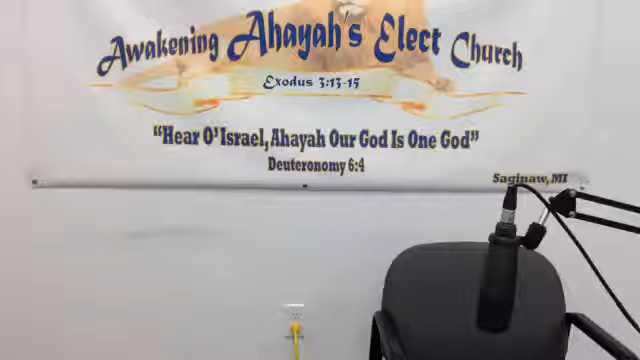 Awakening Ahayah's Elect Church
Exodus 3:13-15
“Hear O'Israel, Ahayah Our God Is One God”
Deuteronomy 6:4
Saginaw, MI